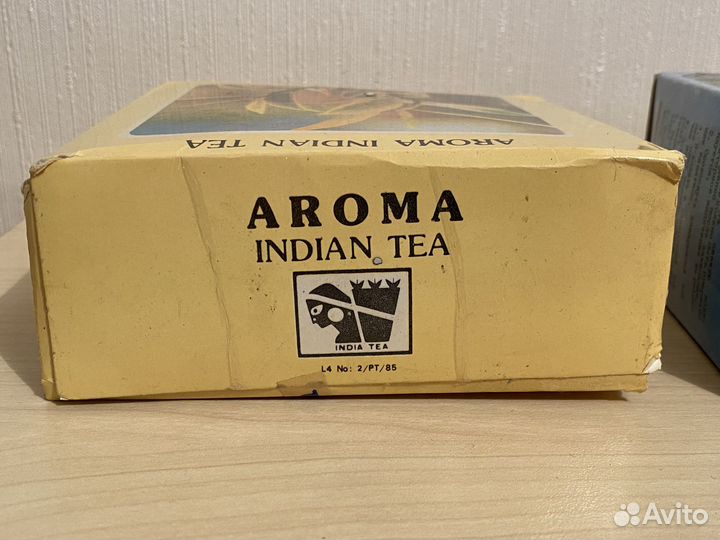 AROMA INDIAN TEA
AROMA
INDIAN TEA
INDIA TEA
L4 No: 2/PT/85
Avito